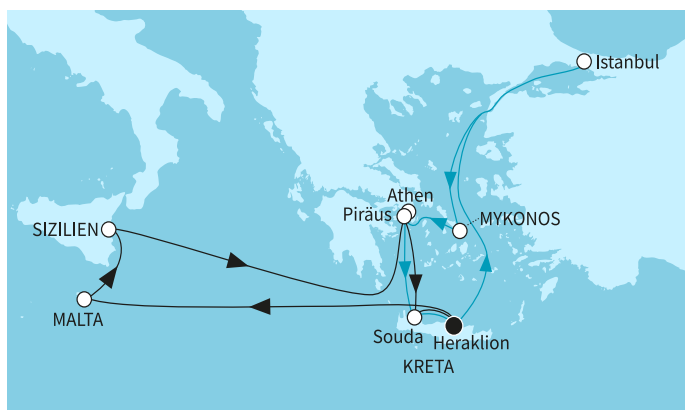 Istanbul
Athen
Piräus
MYKONOS
SIZILIEN
MALTA
Souda
Heraklion
KRETA